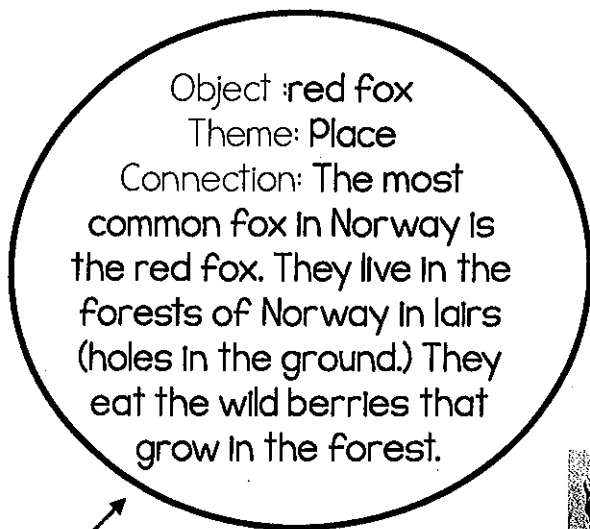 Object :red fox
Theme: Place
Connection: The most
common fox in Norway is
the red fox. They live in the
forests of Norway in lairs
(holes in the ground.) They
eat the wild berries that
grow in the forest.